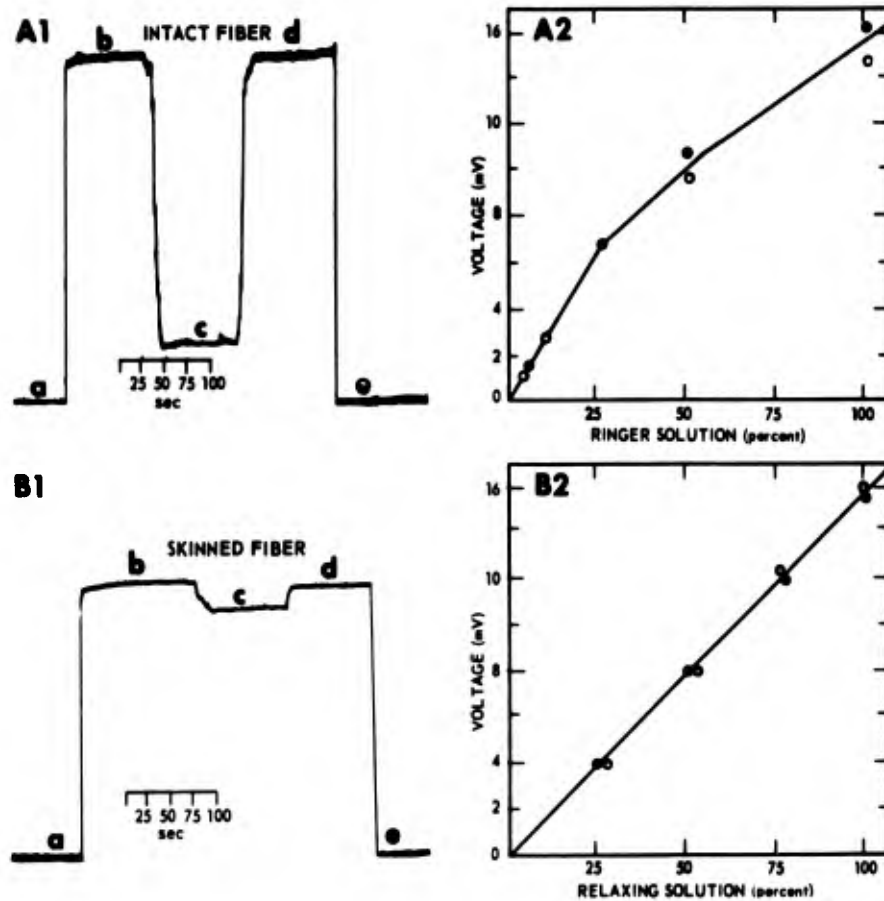 A1
INTACT FIBER
b
d
a
c
e
25 50 75 100
sec
A2
VOLTAGE (mV)
16
10
8
4
2
0
25 50 75 100
RINGER SOLUTION (percent)
B1
SKINNED FIBER
b
c
d
a
e
25 50 75 100
sec
B2
VOLTAGE (mV)
16
10
8
4
2
0
25 50 75 100
RELAXING SOLUTION (percent)